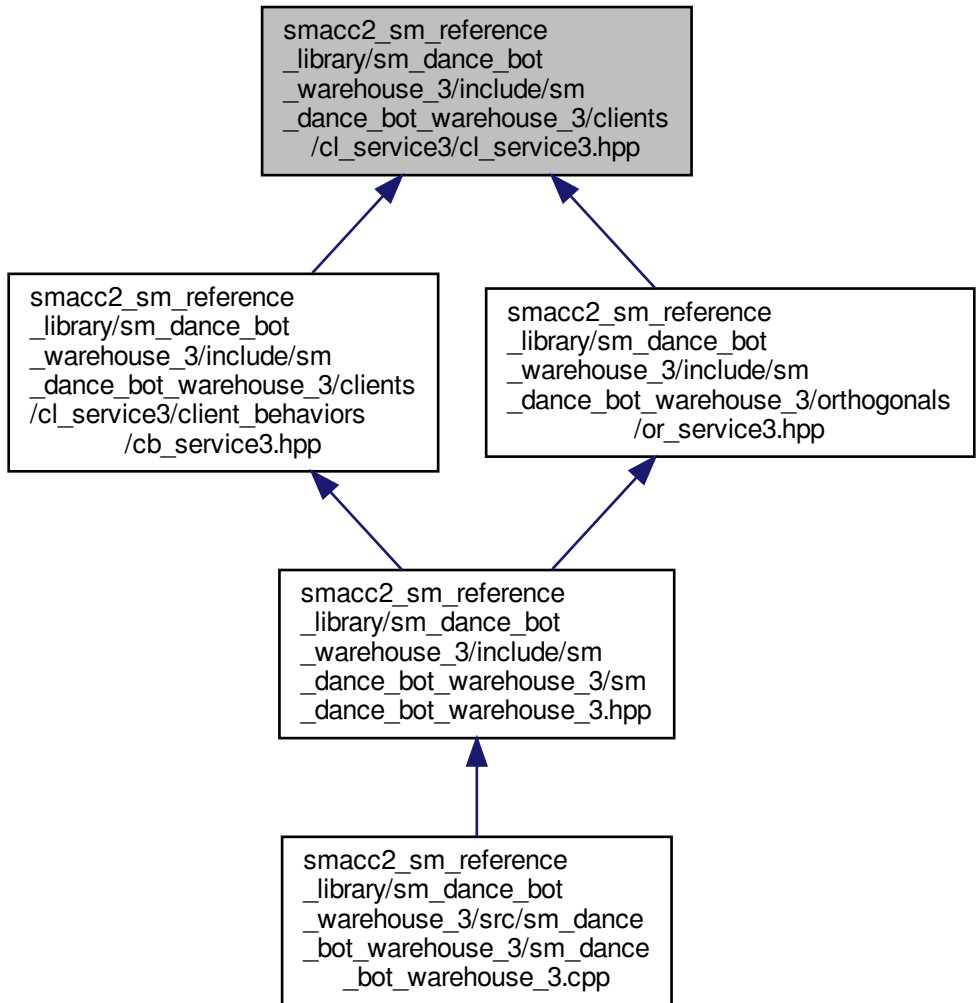 smacc2_sm_reference
_library/sm_dance_bot
_warehouse_3/include/sm
_dance_bot_warehouse_3/clients
/cl_service3/cl_service3.hpp
smacc2_sm_reference
_library/sm_dance_bot
_warehouse_3/include/sm
_dance_bot_warehouse_3/clients
/cl_service3/client_behaviors
/cb_service3.hpp
smacc2_sm_reference
_library/sm_dance_bot
_warehouse_3/include/sm
_dance_bot_warehouse_3/orthogonals
/or_service3.hpp
smacc2_sm_reference
_library/sm_dance_bot
_warehouse_3/include/sm
_dance_bot_warehouse_3/sm
_dance_bot_warehouse_3.hpp
smacc2_sm_reference
_library/sm_dance_bot
_warehouse_3/src/sm_dance
_bot_warehouse_3/sm_dance
_bot_warehouse_3.cpp